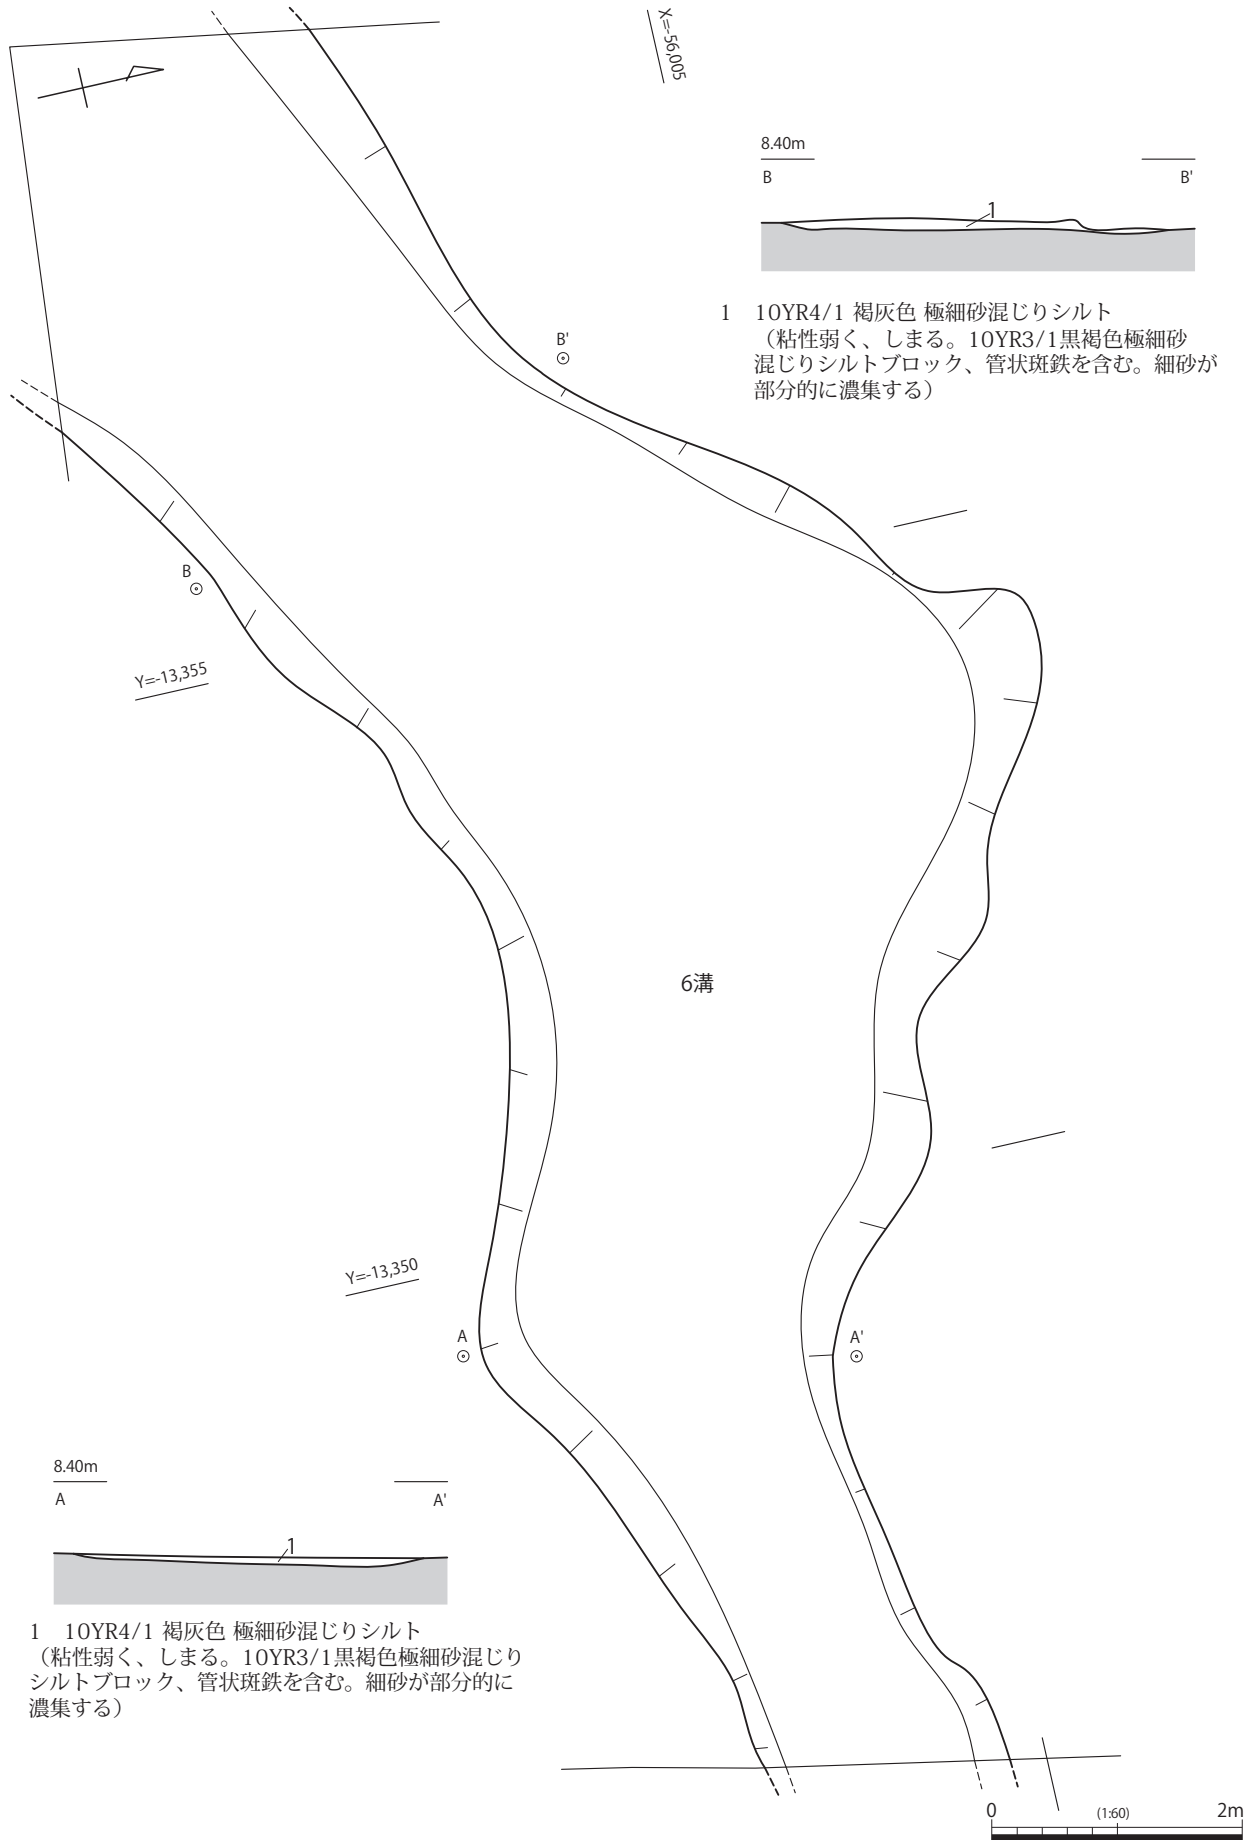 X=-56,005
8.40m
B B'
1
1 10YR4/1 褐灰色 極細砂混じりシルト
（粘性弱く、しまる。10YR3/1黒褐色極細砂
混じりシルトブロック、管状斑鉄を含む。細砂が
部分的に濃集する）
B'
B
Y=-13,355
6溝
Y=-13,350
A A'
8.40m
A A'
1
1 10YR4/1 褐灰色 極細砂混じりシルト
（粘性弱く、しまる。10YR3/1黒褐色極細砂混じり
シルトブロック、管状斑鉄を含む。細砂が部分的に
濃集する）
0 (1:60) 2m